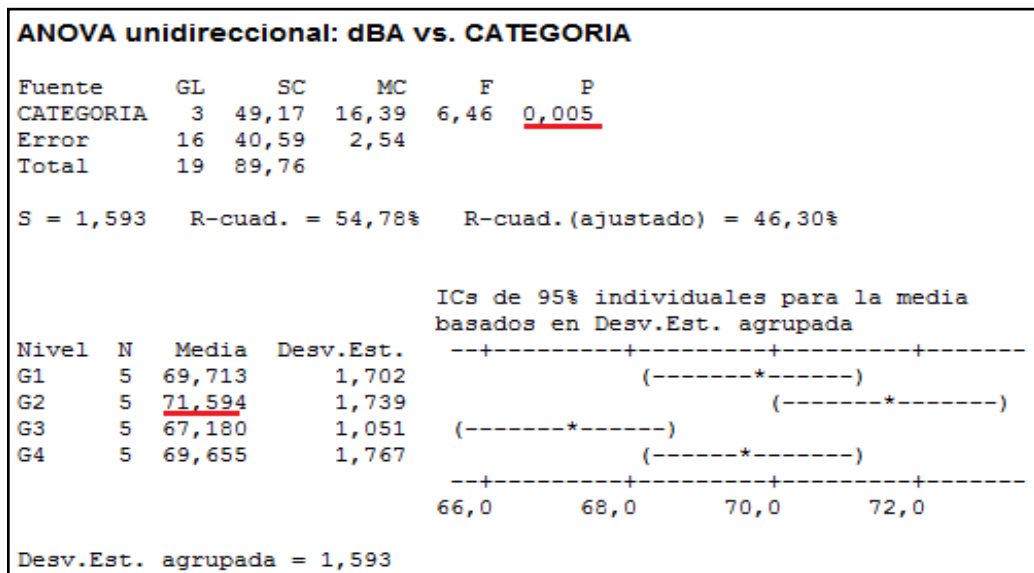 ANOVA unidireccional: dBA vs. CATEGORIA
Fuente GL SC MC F P
CATEGORIA 3 49,17 16,39 6,46 0,005
Error 16 40,59 2,54
Total 19 89,76
S = 1,593 R-cuad. = 54,78% R-cuad.(ajustado) = 46,30%
ICs de 95% individuales para la media
basados en Desv.Est. agrupada
Nivel N Media Desv.Est. --+---------+---------+---------+-------
G1 5 69,713 1,702 (-------*------)
G2 5 71,594 1,739 (-------*-------)
G3 5 67,180 1,051 (-------*------)
G4 5 69,655 1,767 (------*-------)
--+---------+---------+---------+-------
66,0 68,0 70,0 72,0
Desv.Est. agrupada = 1,593